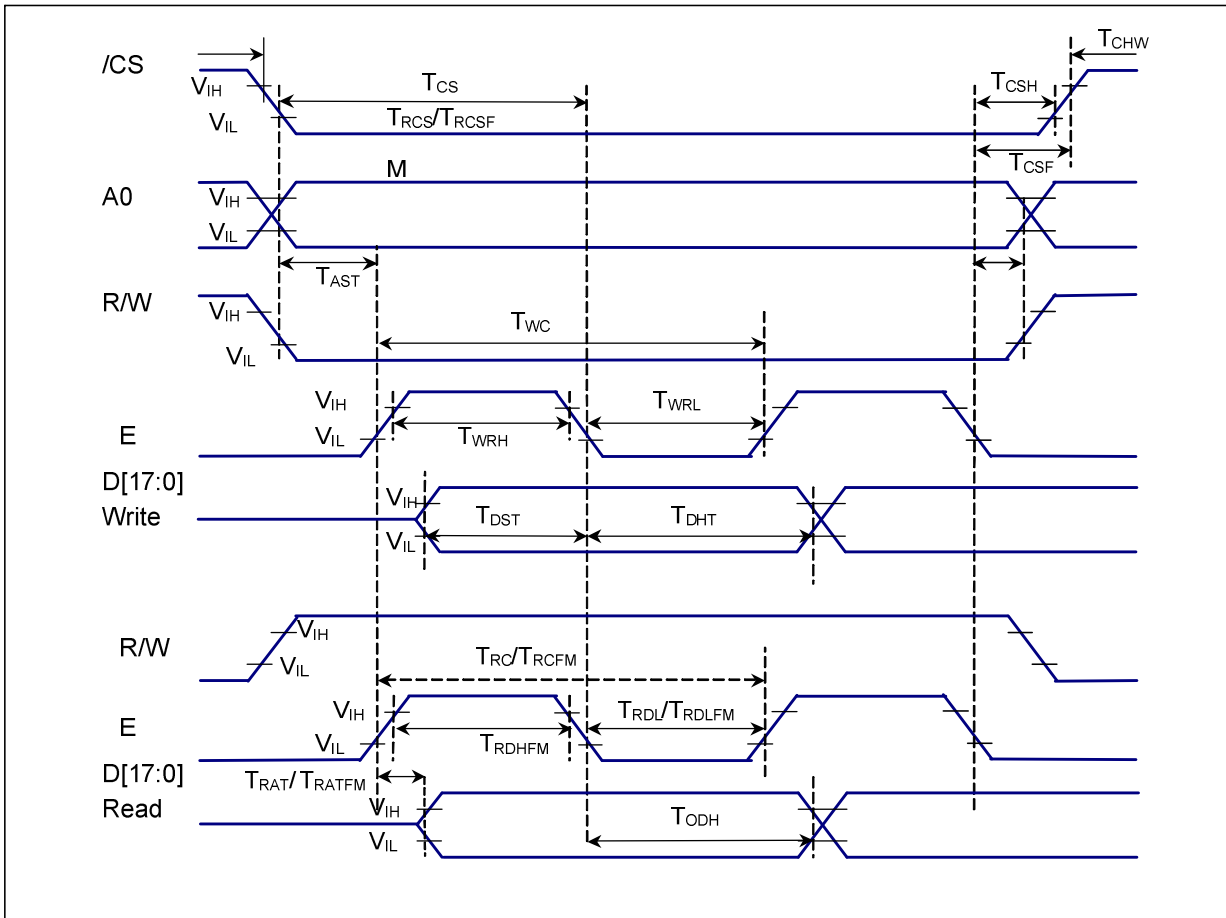 /CS
T_CHW
V_IH
T_CS
T_CSH
V_IL
T_RCS/T_RCSF
T_CSF
A0
M
V_IH
V_IL
T_AST
R/W
V_IH
T_WC
V_IL
V_IH
T_WRL
E
V_IL
T_WRH
D[17:0]
Write
V_IH
T_DST
T_DHT
V_IL
R/W
V_IH
V_IL
T_RC/T_RCFM
V_IH
T_RDL/T_RDLFM
E
V_IL
T_RDHFM
D[17:0]
Read
T_RAT/T_RATFM
V_IH
T_ODH
V_IL